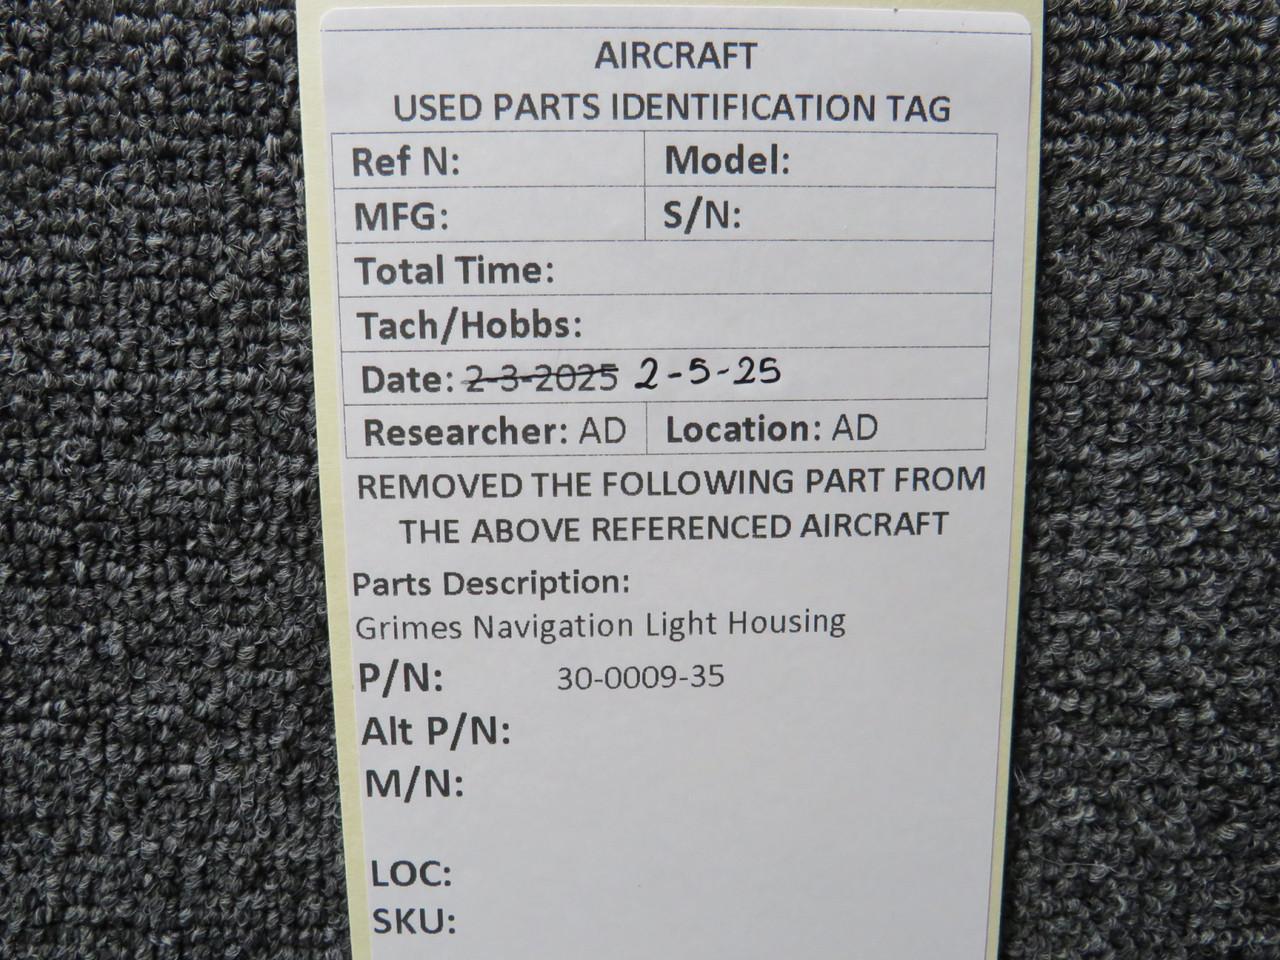 AIRCRAFT
USED PARTS IDENTIFICATION TAG
Ref N: Model:
MFG: S/N:
Total Time:
Tach/Hobbs:
Date: 2-3-2025 2-5-25
Researcher: AD Location: AD
REMOVED THE FOLLOWING PART FROM
THE ABOVE REFERENCED AIRCRAFT
Parts Description:
Grimes Navigation Light Housing
P/N: 30-0009-35
Alt P/N:
M/N:
LOC:
SKU: